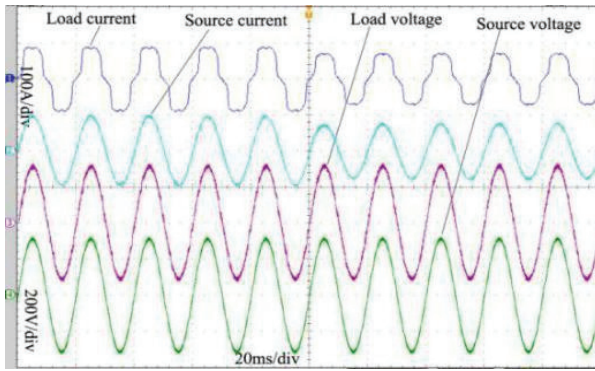 Load current
Source current
Load voltage
Source voltage
100A/div
200V/div
20ms/div